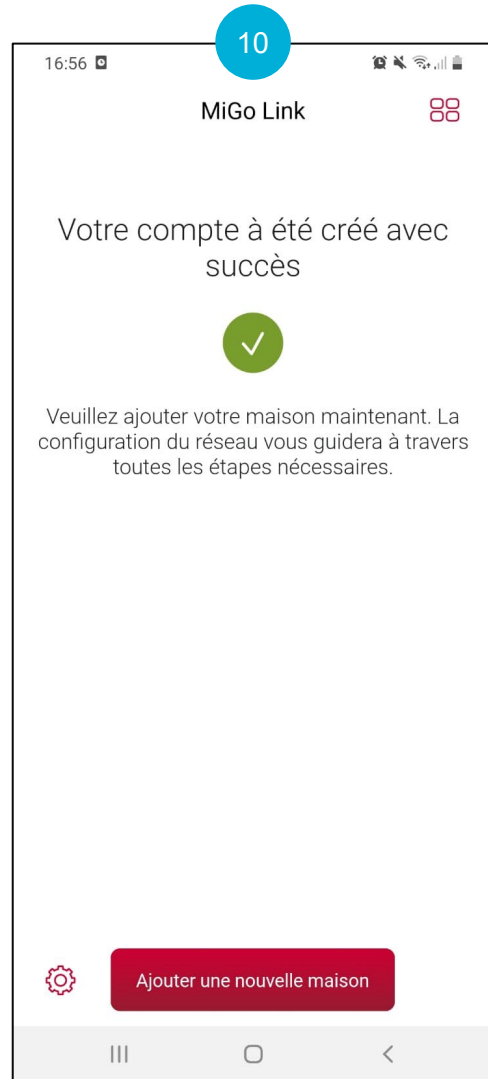 10
16:56
MiGo Link
Votre compte à été créé avec
succès
Veuillez ajouter votre maison maintenant. La
configuration du réseau vous guidera à travers
toutes les étapes nécessaires.
Ajouter une nouvelle maison